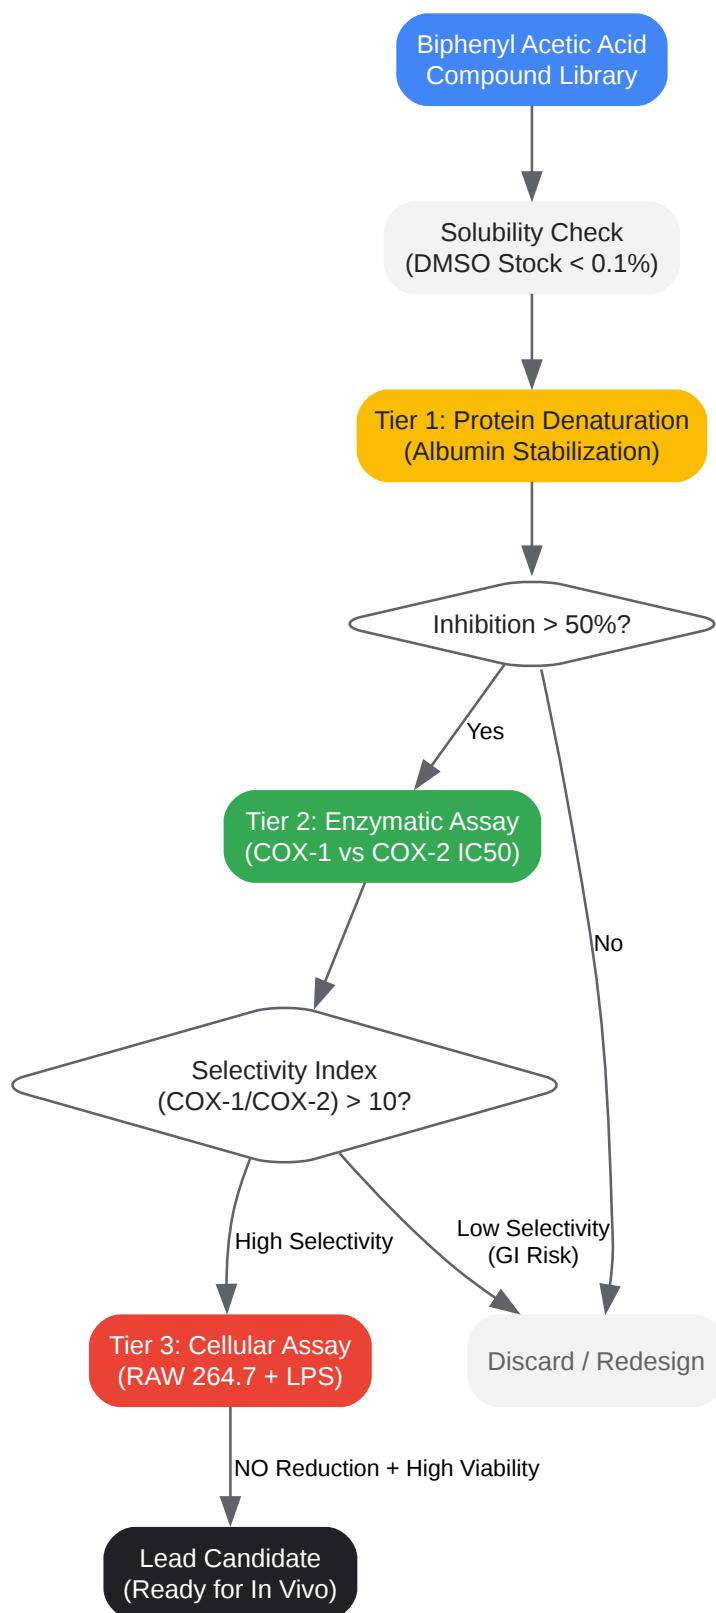 Biphenyl Acetic Acid
Compound Library
Solubility Check
(DMSO Stock < 0.1%)
Tier 1: Protein Denaturation
(Albumin Stabilization)
Inhibition > 50%?
Yes
Tier 2: Enzymatic Assay
(COX-1 vs COX-2 IC50)
No
Selectivity Index
(COX-1/COX-2) > 10?
High Selectivity
Low Selectivity
(GI Risk)
Tier 3: Cellular Assay
(RAW 264.7 + LPS)
Discard / Redesign
NO Reduction + High Viability
Lead Candidate
(Ready for In Vivo)